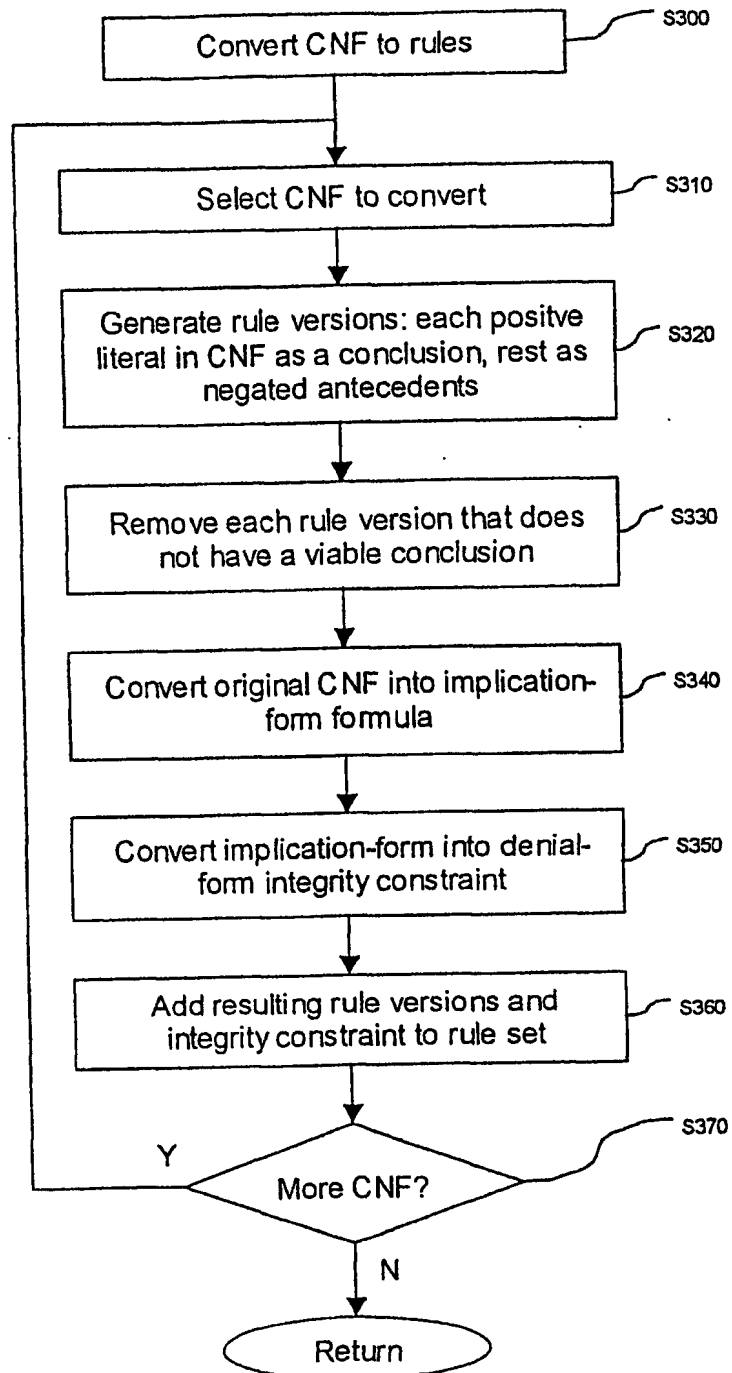 Convert CNF to rules
S300
Select CNF to convert
S310
Generate rule versions: each positve
literal in CNF as a conclusion, rest as
negated antecedents
S320
Remove each rule version that does
not have a viable conclusion
S330
Convert original CNF into implication-
form formula
S340
Convert implication-form into denial-
form integrity constraint
S350
Add resulting rule versions and
integrity constraint to rule set
S360
More CNF?
S370
Y
N
Return